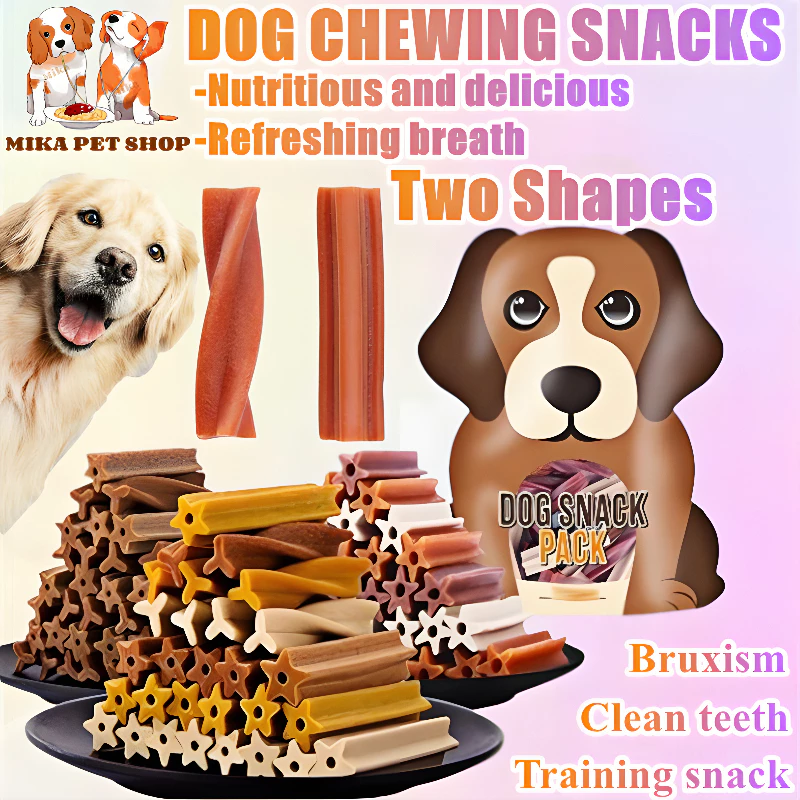 DOG CHEWING SNACKS
-Nutritious and delicious
MIKA PET SHOP
-Refreshing breath
Two Shapes
DOG SNACK
PACK
Bruxism
Clean teeth
Training snack